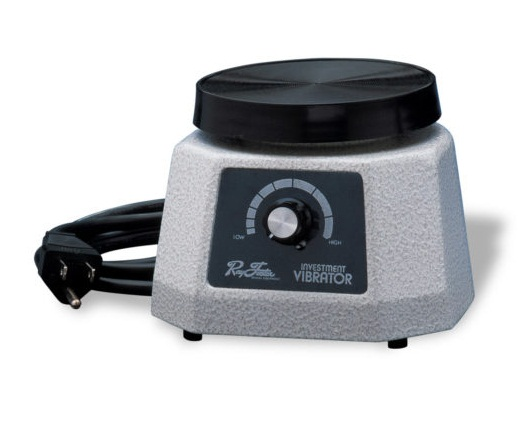 LOW HIGH
Ray Foster
INVESTMENT
VIBRATOR